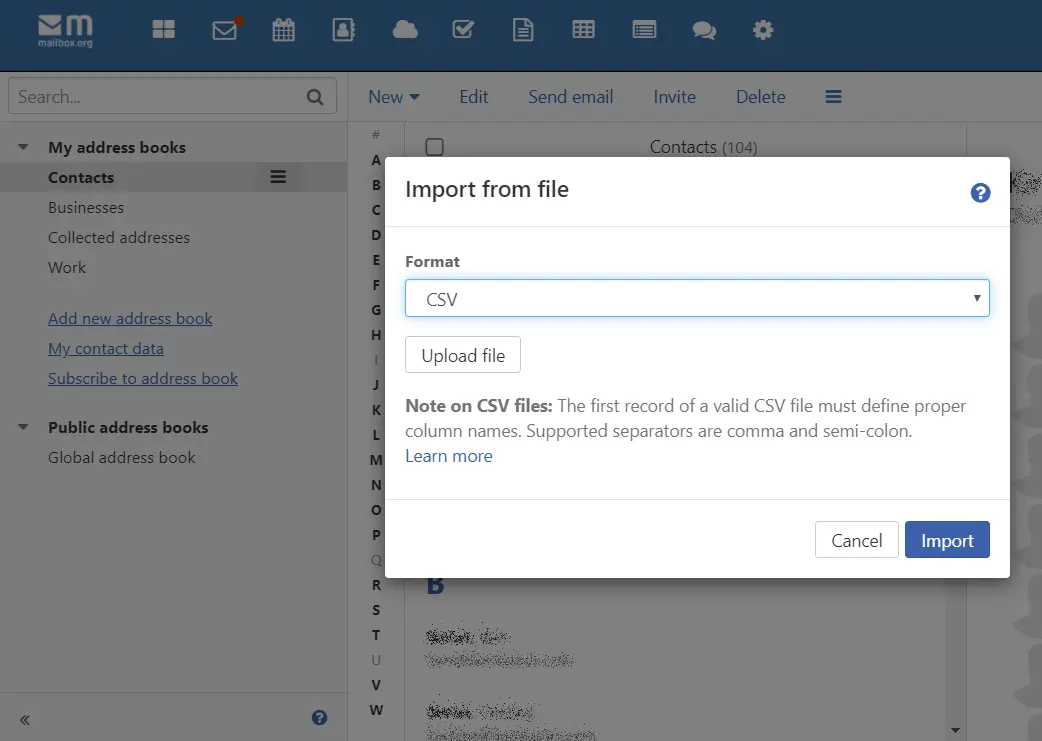 m
mailbox.org
Search...
New
Edit
Send email
Invite
Delete
My address books
Contacts
Businesses
Collected addresses
Work
Add new address book
My contact data
Subscribe to address book
Public address books
Global address book
«
?
#
A
B
C
D
E
F
G
H
I
J
K
L
M
N
O
P
Q
R
S
T
U
V
W
Contacts (104)
Import from file
?
Format
CSV
Upload file
Note on CSV files: The first record of a valid CSV file must define proper
column names. Supported separators are comma and semi-colon.
Learn more
Cancel
Import
B